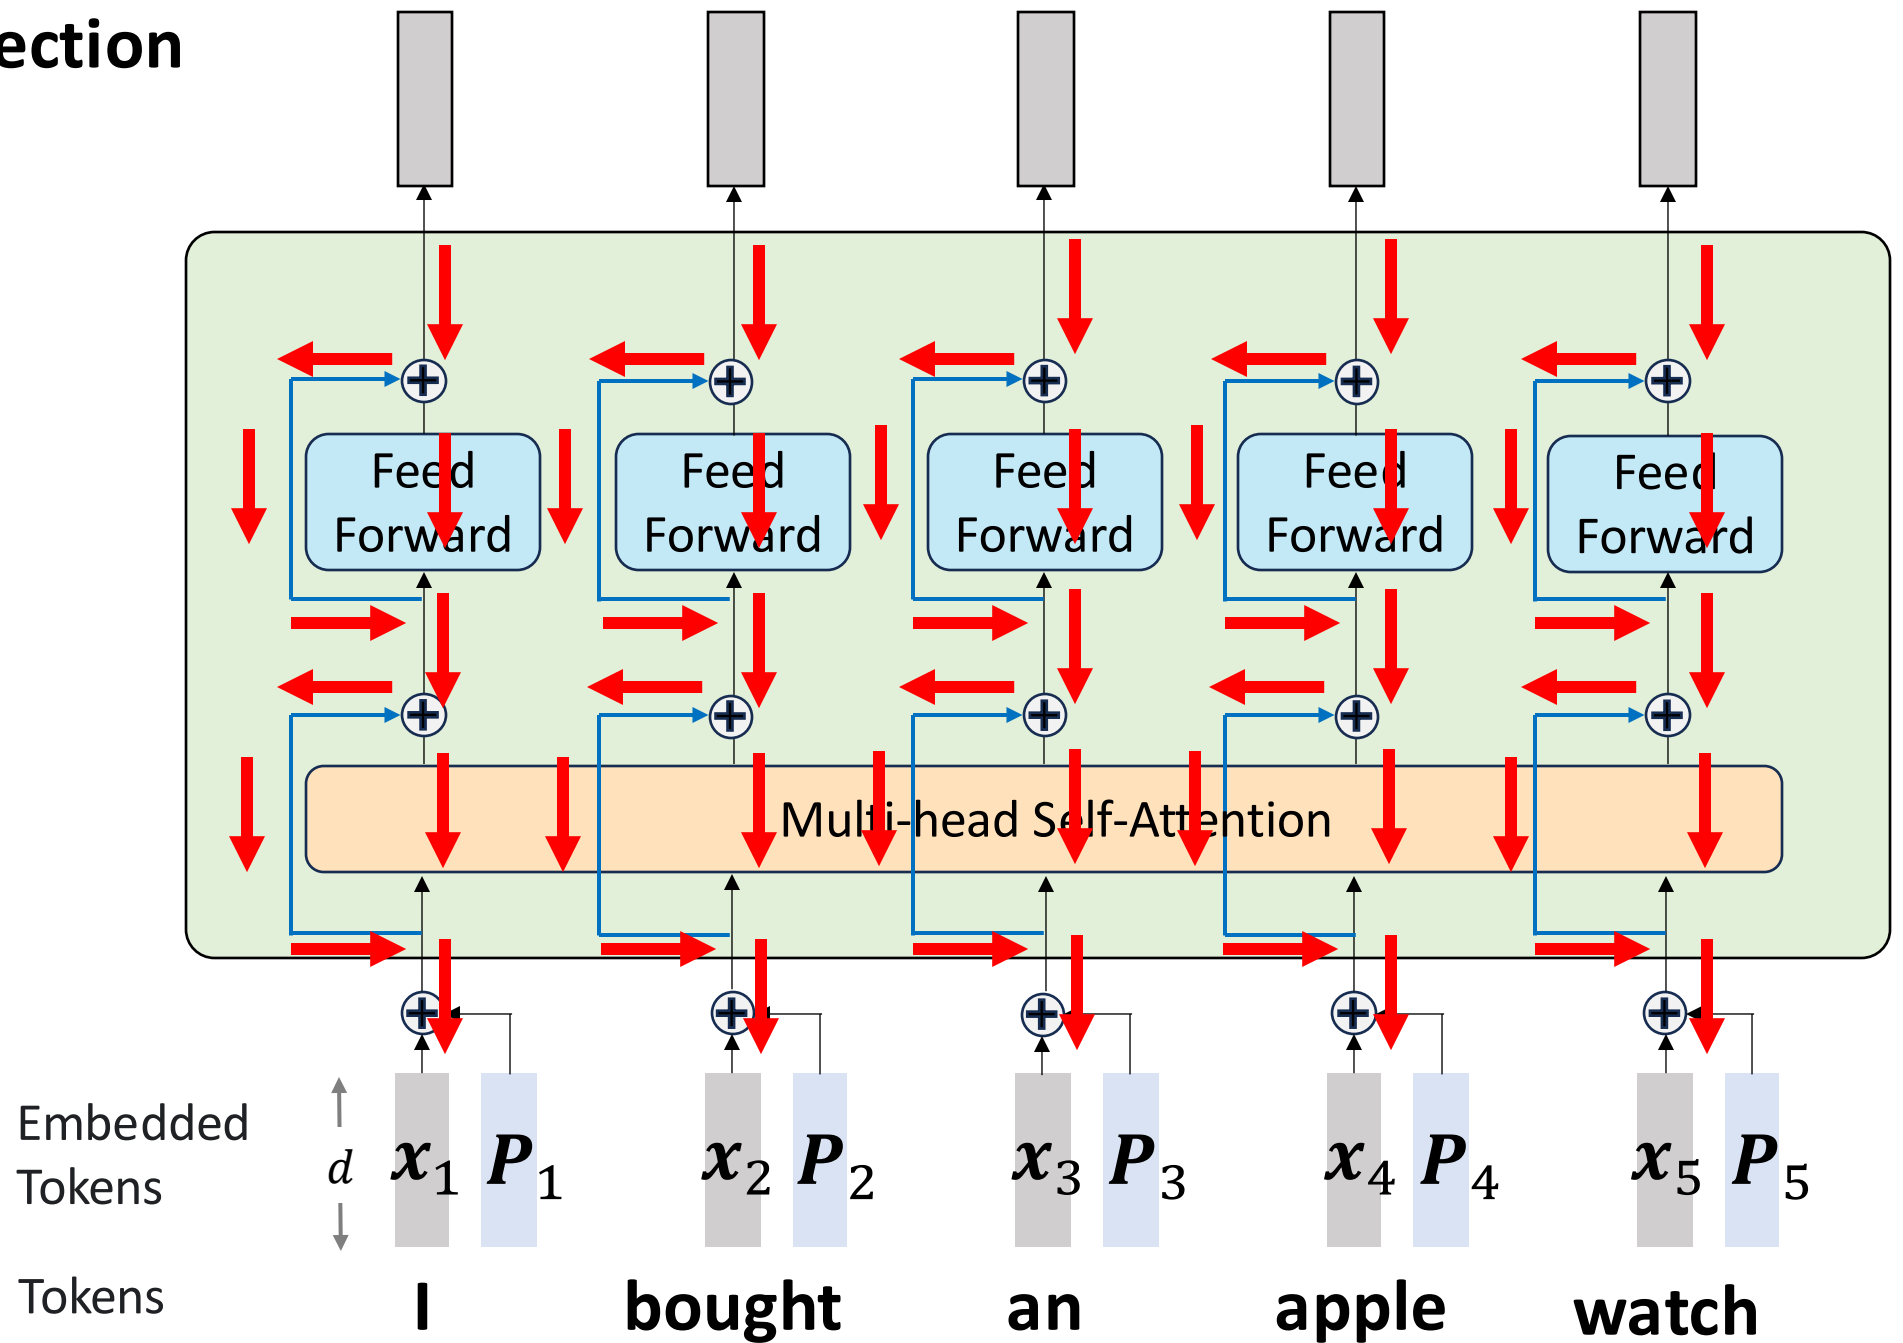 ection
Feed Feed Feed Feed Feed
Forward Forward Forward Forward Forward
Multi-head Self-Attention
Embedded
Tokens
d x1 P1 x2 P2 x3 P3 x4 P4 x5 P5
Tokens I bought an apple watch